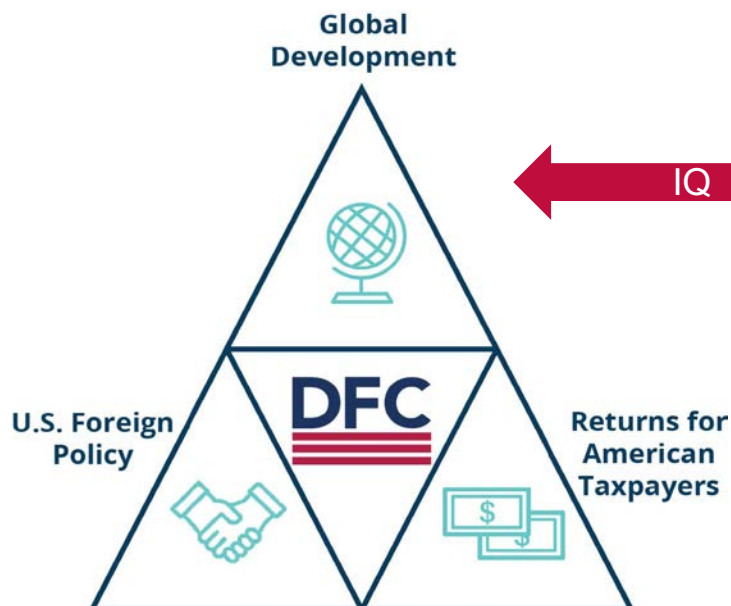 Global
Development
IQ
DFC
U.S. Foreign
Policy
Returns for
American
Taxpayers
$
$